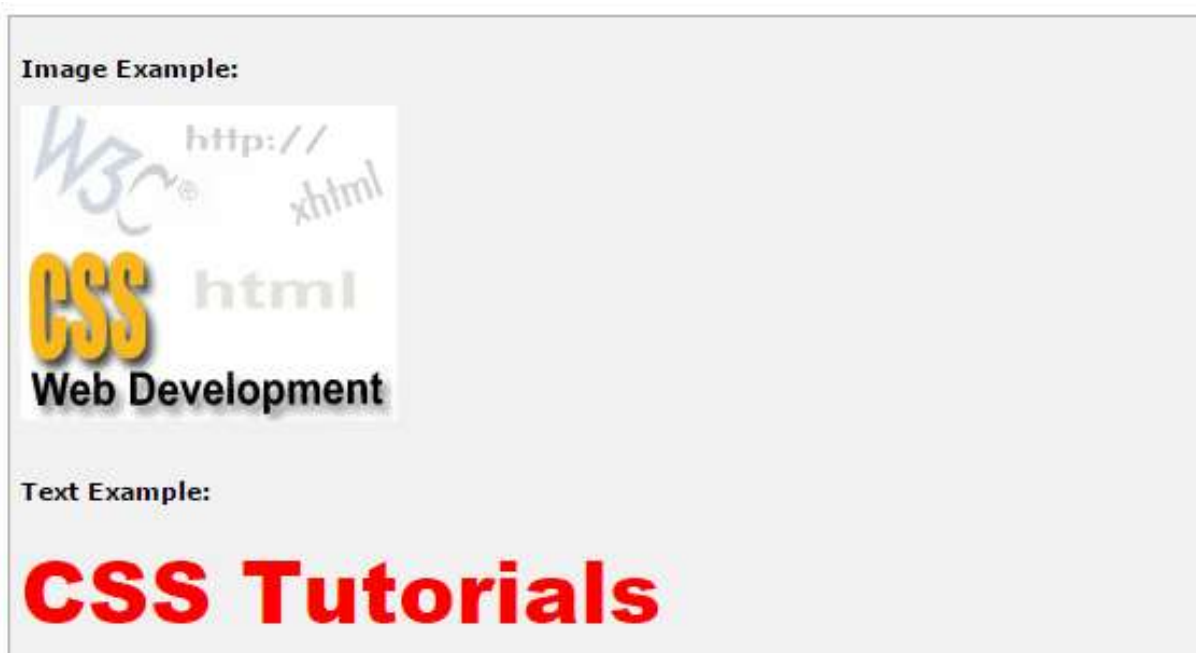 Image Example:
http://
W3C®
xhtml
CSS
html
Web Development
Text Example:
CSS Tutorials